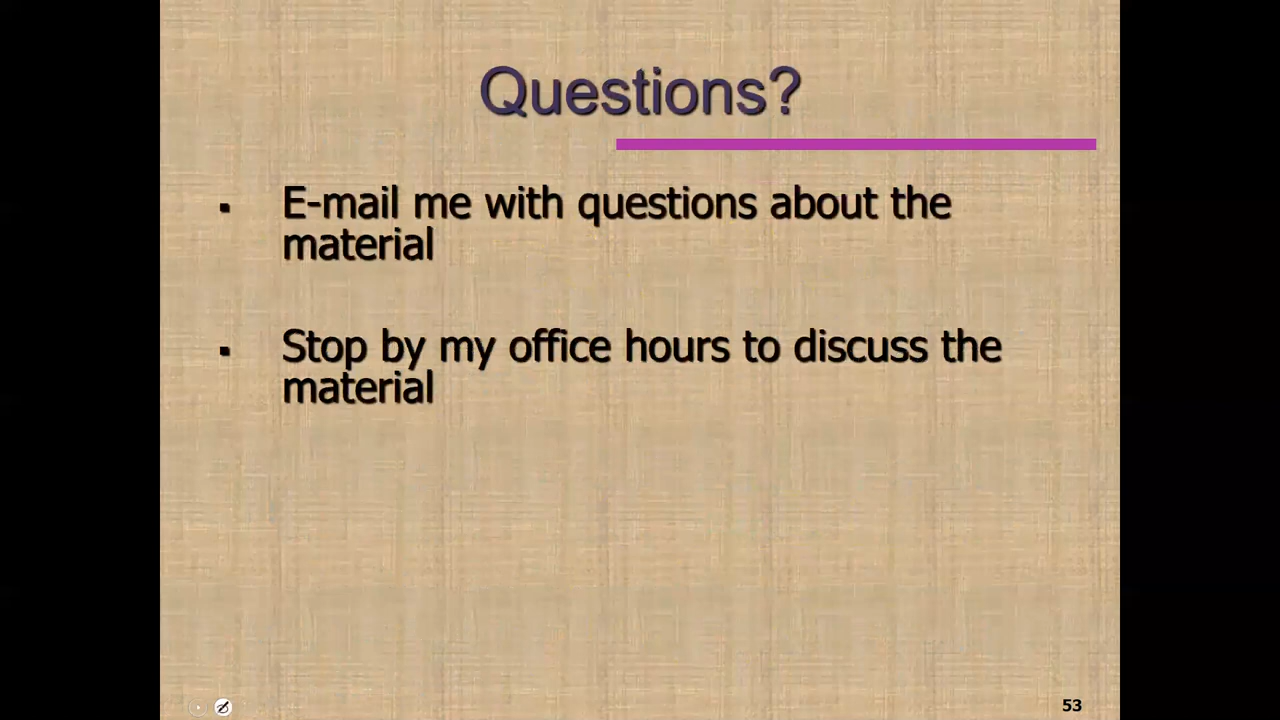 Questions?
▪ E-mail me with questions about the
material
▪ Stop by my office hours to discuss the
material
53